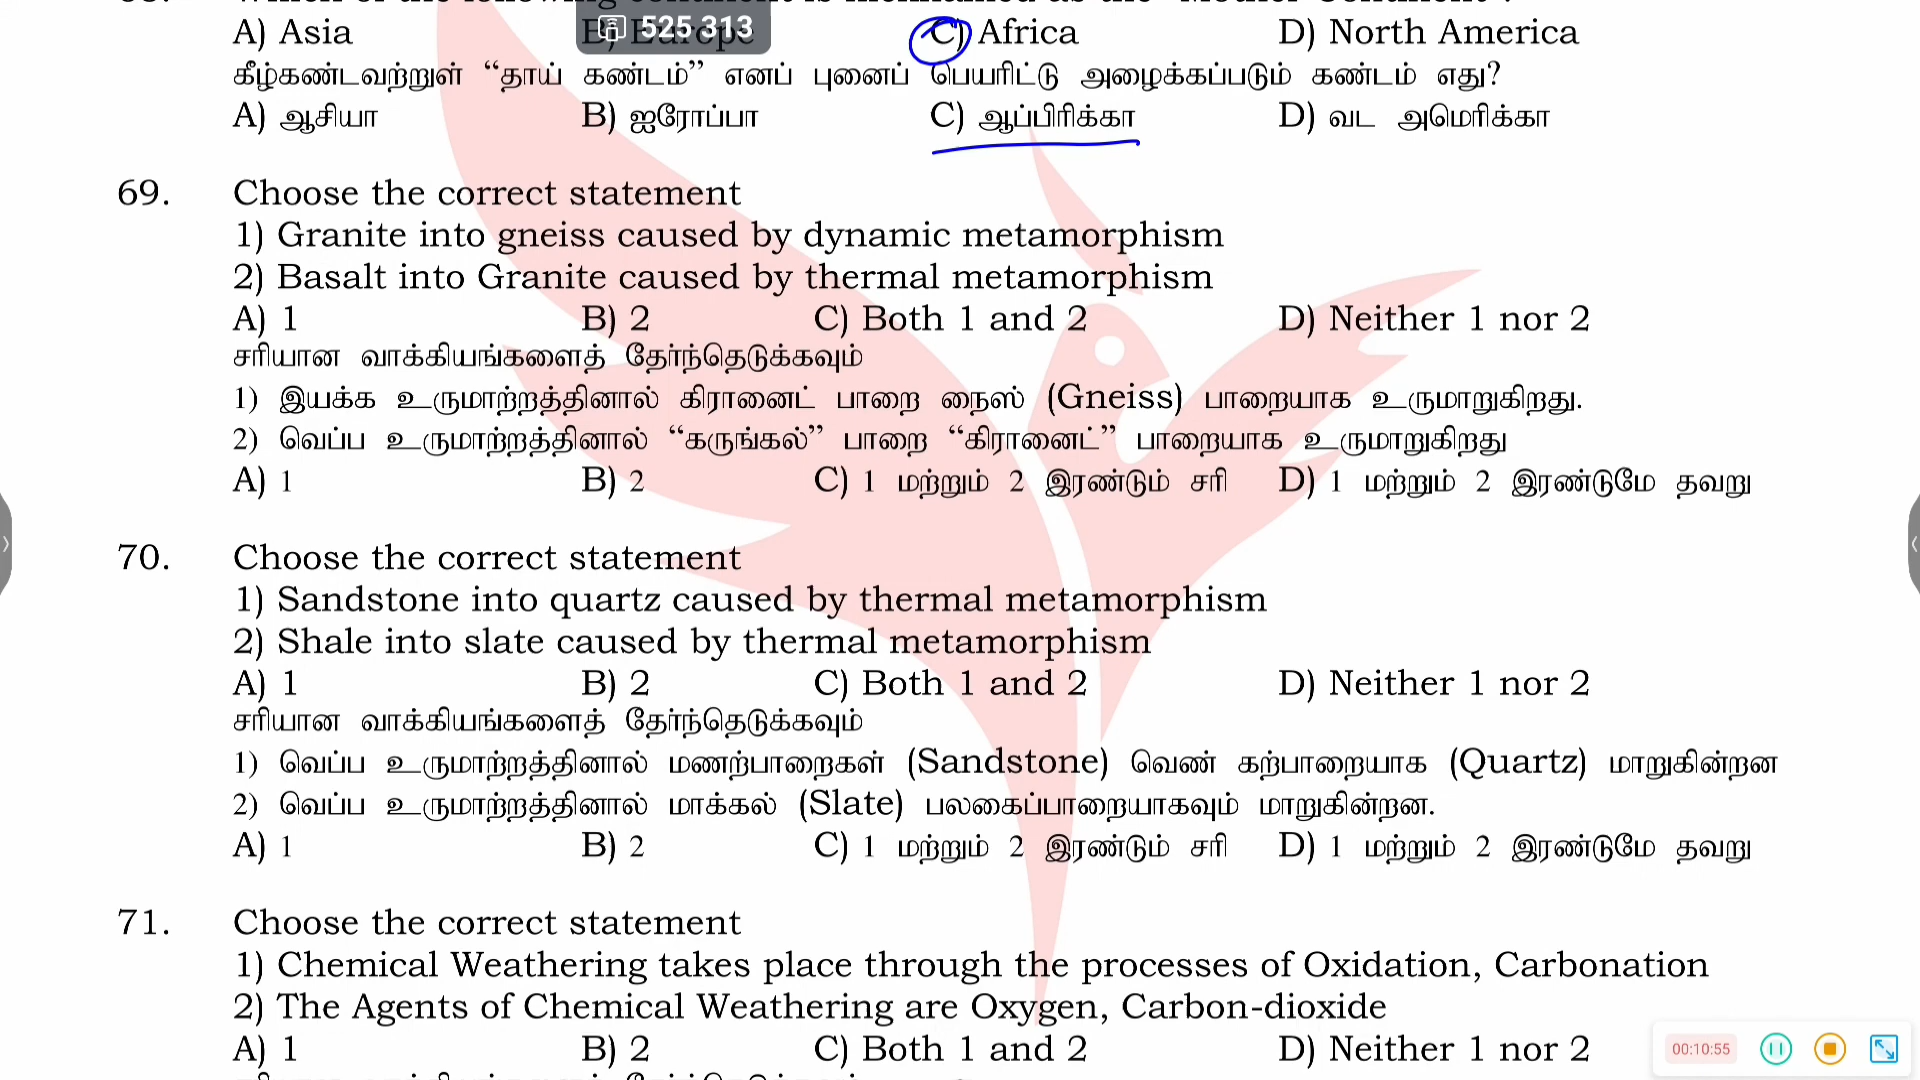 A) Asia B) Europe C) Africa D) North America
525 313
கீழ்கண்டவற்றுள் “தாய் கண்டம்” எனப் புனைப் பெயரிட்டு அழைக்கப்படும் கண்டம் எது?
A) ஆசியா B) ஐரோப்பா C) ஆப்பிரிக்கா D) வட அமெரிக்கா
69. Choose the correct statement
1) Granite into gneiss caused by dynamic metamorphism
2) Basalt into Granite caused by thermal metamorphism
A) 1 B) 2 C) Both 1 and 2 D) Neither 1 nor 2
சரியான வாக்கியங்களைத் தேர்ந்தெடுக்கவும்
1) இயக்க உருமாற்றத்தினால் கிரானைட் பாறை நைஸ் (Gneiss) பாறையாக உருமாறுகிறது.
2) வெப்ப உருமாற்றத்தினால் “கருங்கல்” பாறை “கிரானைட்” பாறையாக உருமாறுகிறது
A) 1 B) 2 C) 1 மற்றும் 2 இரண்டும் சரி D) 1 மற்றும் 2 இரண்டுமே தவறு
70. Choose the correct statement
1) Sandstone into quartz caused by thermal metamorphism
2) Shale into slate caused by thermal metamorphism
A) 1 B) 2 C) Both 1 and 2 D) Neither 1 nor 2
சரியான வாக்கியங்களைத் தேர்ந்தெடுக்கவும்
1) வெப்ப உருமாற்றத்தினால் மணற்பாறைகள் (Sandstone) வெண் கற்பாறையாக (Quartz) மாறுகின்றன
2) வெப்ப உருமாற்றத்தினால் மாக்கல் (Slate) பலகைப்பாறையாகவும் மாறுகின்றன.
A) 1 B) 2 C) 1 மற்றும் 2 இரண்டும் சரி D) 1 மற்றும் 2 இரண்டுமே தவறு
71. Choose the correct statement
1) Chemical Weathering takes place through the processes of Oxidation, Carbonation
2) The Agents of Chemical Weathering are Oxygen, Carbon-dioxide
A) 1 B) 2 C) Both 1 and 2 D) Neither 1 nor 2
00:10:55